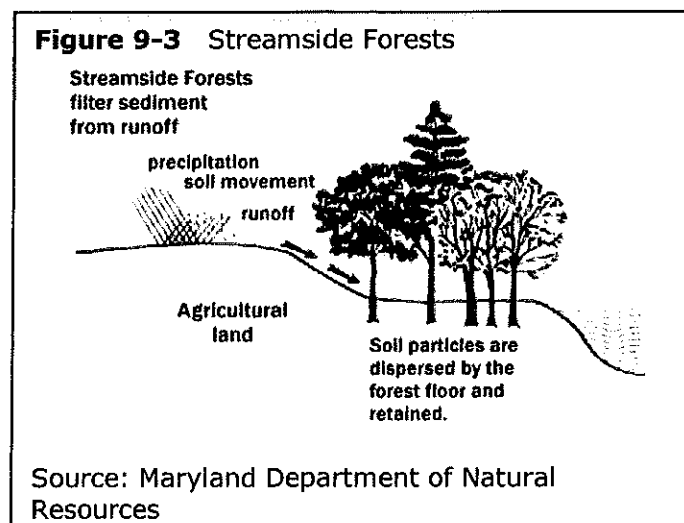 Figure 9-3 Streamside Forests
Streamside Forests
filter sediment
from runoff
precipitation
soil movement
runoff
Agricultural
land
Soil particles are
dispersed by the
forest floor and
retained.
Source: Maryland Department of Natural
Resources